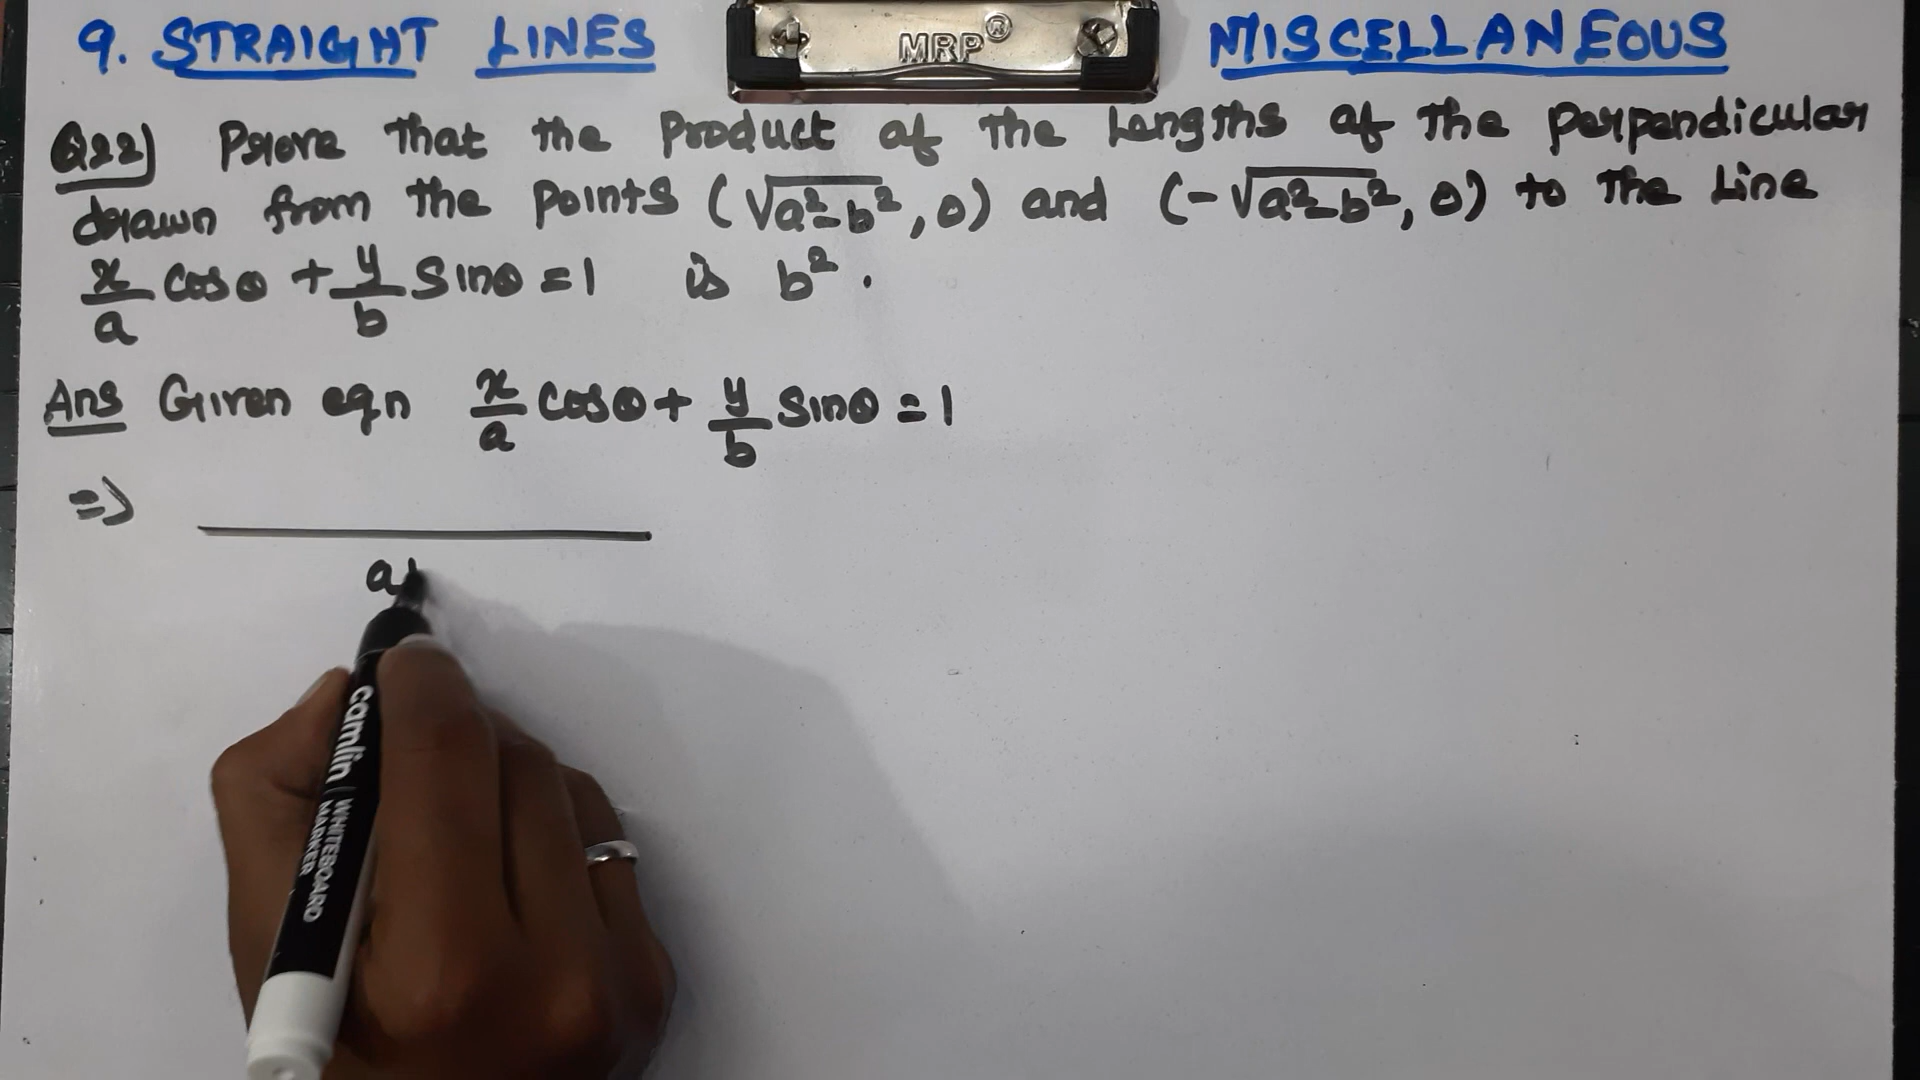 9. STRAIGHT LINES
MRP®
MISCELLANEOUS
Q22) Prove that the product of the lengths of the perpendicular
drawn from the points (√a²-b², 0) and (-√a²-b², 0) to the line
x/a cosθ + y/b sinθ = 1 is b².
Ans Given eqn x/a cosθ + y/b sinθ = 1
=>
a
camlin WHITEBOARD
MARKER